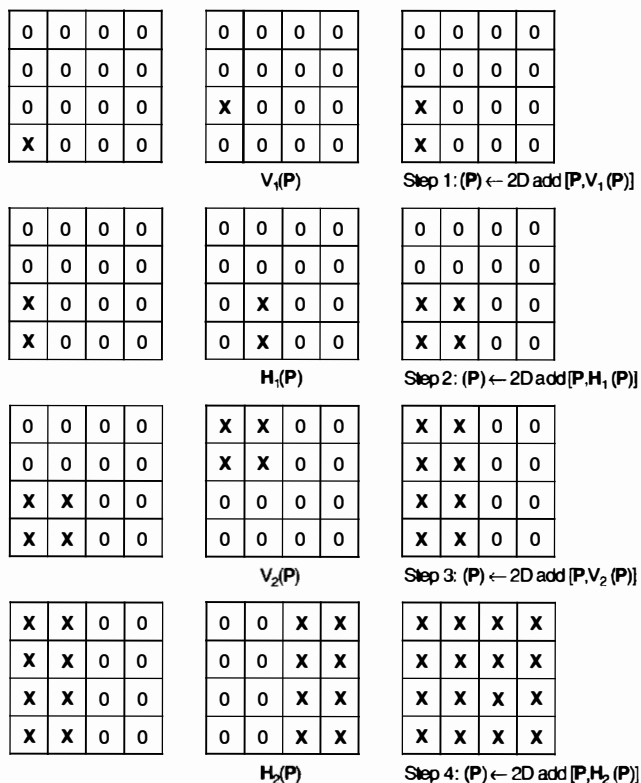 0 0 0 0 0 0 0 0 0 0 0 0
0 0 0 0 0 0 0 0 0 0 0 0
0 0 0 0 X 0 0 0 X 0 0 0
X 0 0 0 0 0 0 0 X 0 0 0
V₁(P) Step 1: (P) ← 2D add [P,V₁(P)]
0 0 0 0 0 0 0 0 0 0 0 0
0 0 0 0 0 0 0 0 0 0 0 0
X 0 0 0 0 X 0 0 X X 0 0
X 0 0 0 0 X 0 0 X X 0 0
H₁(P) Step 2: (P) ← 2D add [P,H₁(P)]
0 0 0 0 X X 0 0 X X 0 0
0 0 0 0 X X 0 0 X X 0 0
X X 0 0 0 0 0 0 X X 0 0
X X 0 0 0 0 0 0 X X 0 0
V₂(P) Step 3: (P) ← 2D add [P,V₂(P)]
X X 0 0 0 0 X X X X X X
X X 0 0 0 0 X X X X X X
X X 0 0 0 0 X X X X X X
X X 0 0 0 0 X X X X X X
H₂(P) Step 4: (P) ← 2D add [P,H₂(P)]